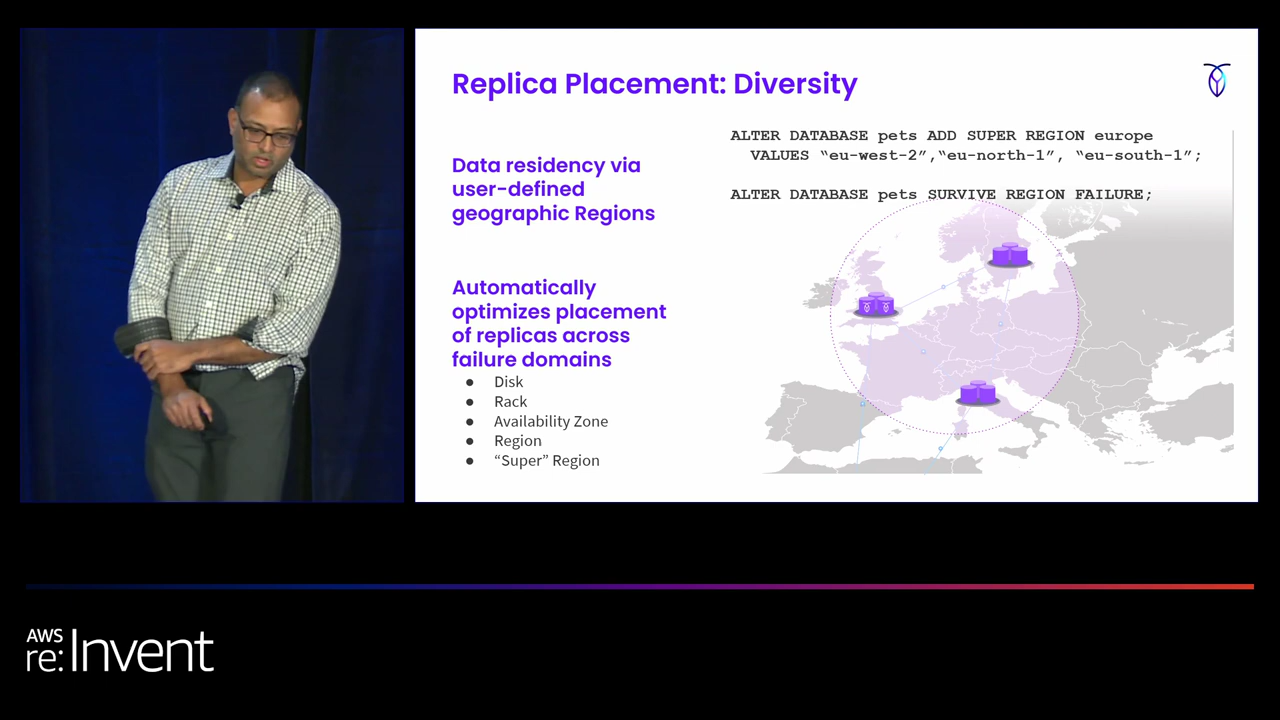 Replica Placement: Diversity
ALTER DATABASE pets ADD SUPER REGION europe
VALUES “eu-west-2”,“eu-north-1”, “eu-south-1”;
ALTER DATABASE pets SURVIVE REGION FAILURE;
Data residency via
user-defined
geographic Regions
Automatically
optimizes placement
of replicas across
failure domains
● Disk
● Rack
● Availability Zone
● Region
● “Super” Region
AWS
re:Invent